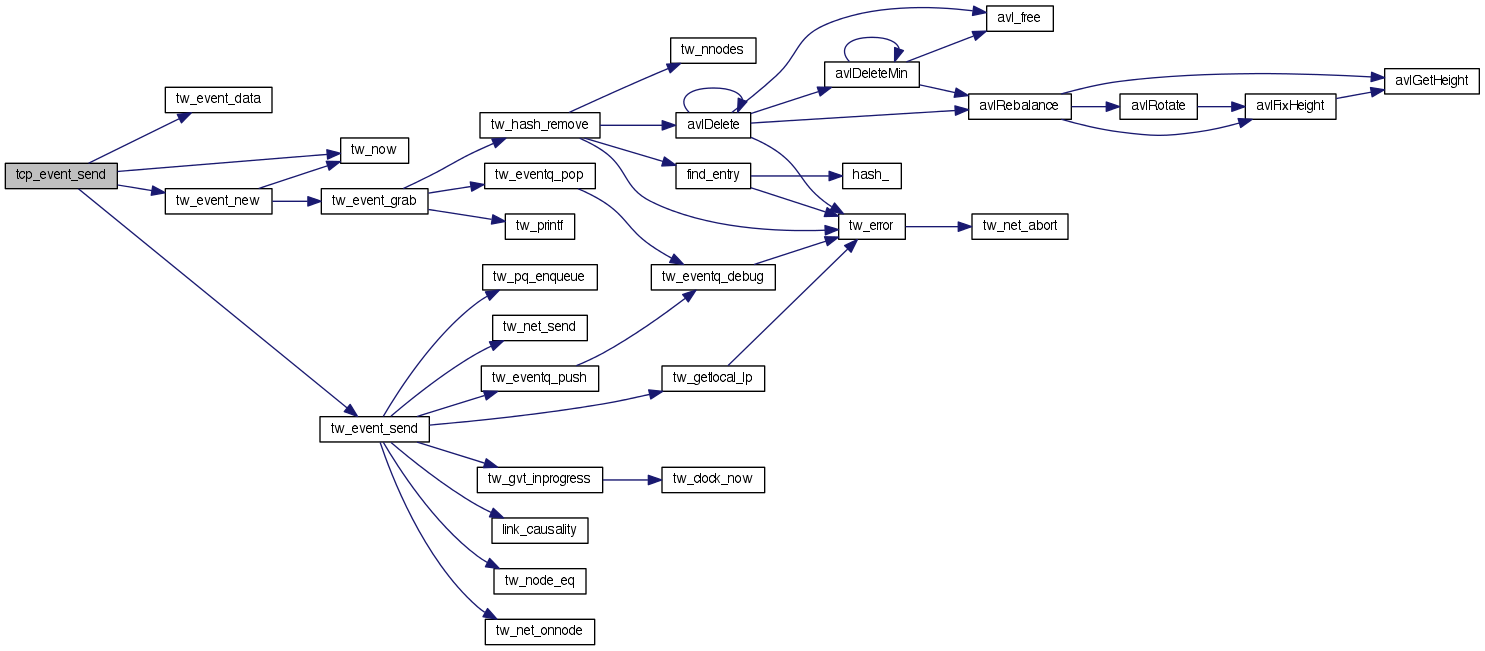 avl_free
tw_nnodes
avlDeleteMin
avlGetHeight
tw_event_data
avlRebalance
avlRotate
avlFixHeight
tw_hash_remove
avlDelete
tw_now
tcp_event_send
tw_eventq_pop
find_entry
hash_
tw_event_new
tw_event_grab
tw_printf
tw_error
tw_net_abort
tw_pq_enqueue
tw_eventq_debug
tw_net_send
tw_eventq_push
tw_getlocal_lp
tw_event_send
tw_gvt_inprogress
tw_clock_now
link_causality
tw_node_eq
tw_net_onnode